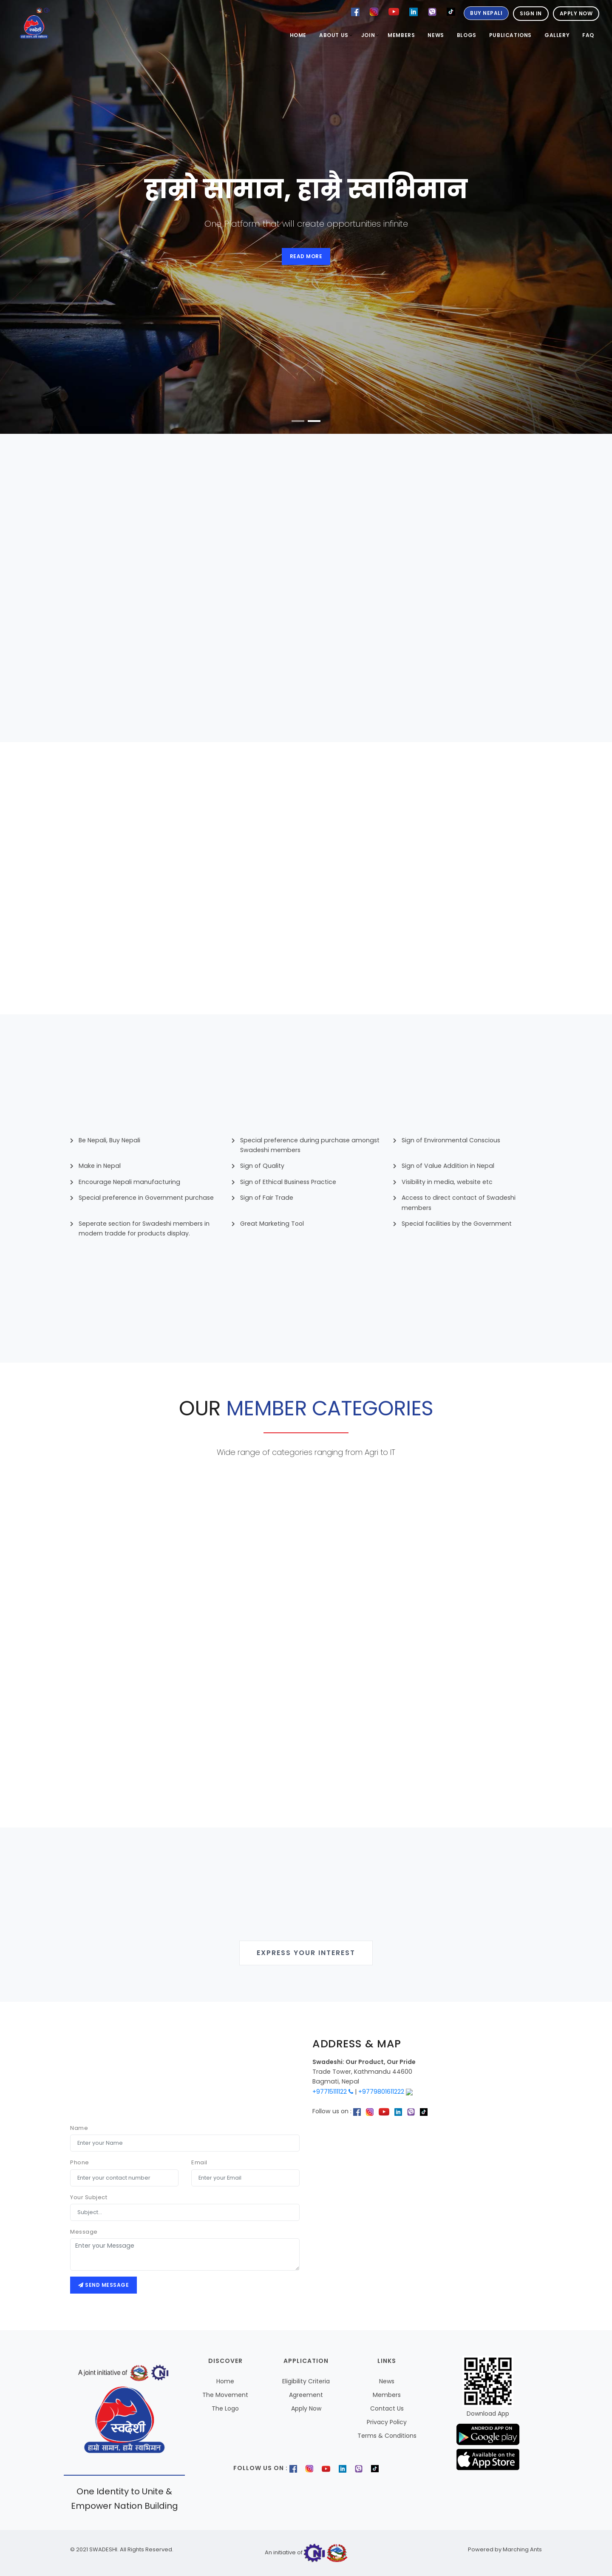 BUY NEPALI
SIGN IN
APPLY NOW
HOME
ABOUT US
JOIN
MEMBERS
NEWS
BLOGS
PUBLICATIONS
GALLERY
FAQ
हाम्रो सामान, हाम्रै स्वाभिमान
One Platform that will create opportunities infinite
READ MORE
Be Nepali, Buy Nepali
Special preference during purchase amongst
Swadeshi members
Sign of Environmental Conscious
Make in Nepal
Sign of Quality
Sign of Value Addition in Nepal
Encourage Nepali manufacturing
Sign of Ethical Business Practice
Visibility in media, website etc
Special preference in Government purchase
Sign of Fair Trade
Access to direct contact of Swadeshi
members
Seperate section for Swadeshi members in
modern tradde for products display.
Great Marketing Tool
Special facilities by the Government
OUR MEMBER CATEGORIES
Wide range of categories ranging from Agri to IT
EXPRESS YOUR INTEREST
ADDRESS & MAP
Swadeshi: Our Product, Our Pride
Trade Tower, Kathmandu 44600
Bagmati, Nepal
+97715111122 | +9779801611222
Follow us on :
Name
Enter your Name
Phone
Email
Enter your contact number
Enter your Email
Your Subject
Subject...
Message
Enter your Message
SEND MESSAGE
A joint initiative of
CNI
स्वदेशी
हाम्रो सामान, हाम्रै स्वाभिमान
One Identity to Unite &
Empower Nation Building
DISCOVER
Home
The Movement
The Logo
APPLICATION
Eligibility Criteria
Agreement
Apply Now
LINKS
News
Members
Contact Us
Privacy Policy
Terms & Conditions
FOLLOW US ON :
Download App
ANDROID APP ON
Google play
Available on the
App Store
© 2021 SWADESHI. All Rights Reserved.
An initiative of
CNI
Powered by Marching Ants